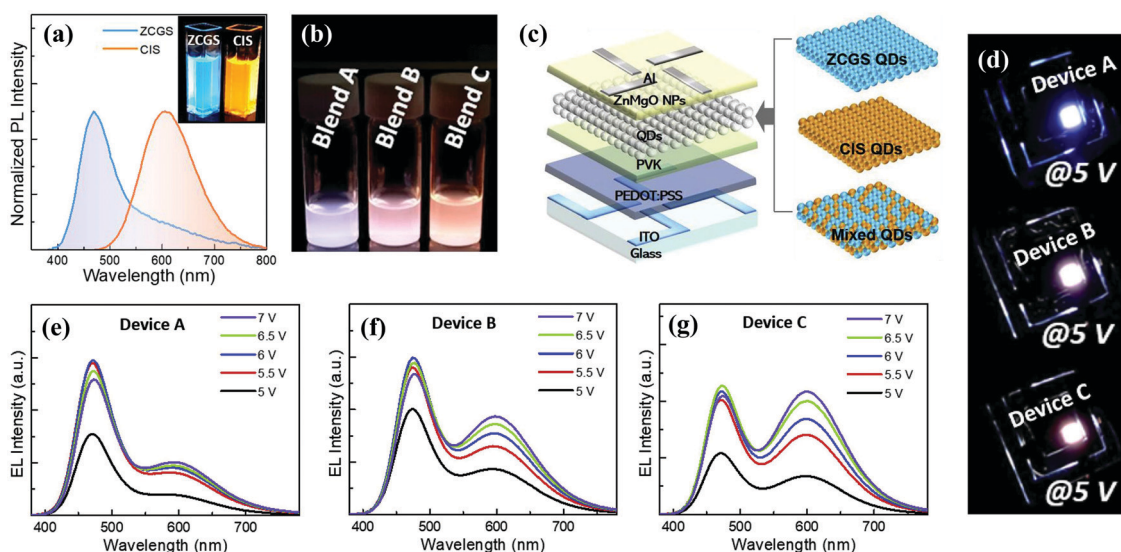 (a)
ZCGS
CIS
ZCGS CIS
Normalized PL Intensity
400 500 600 700 800
Wavelength (nm)
(b)
Blend A
Blend B
Blend C
(c)
Al
ZnMgO NPs
QDs
PVK
PEDOT:PSS
ITO
Glass
ZCGS QDs
CIS QDs
Mixed QDs
(d)
Device A
@5 V
Device B
@5 V
Device C
@5 V
(e)
Device A
7 V
6.5 V
6 V
5.5 V
5 V
EL Intensity (a.u.)
400 500 600 700
Wavelength (nm)
(f)
Device B
7 V
6.5 V
6 V
5.5 V
5 V
EL Intensity (a.u.)
400 500 600 700
Wavelength (nm)
(g)
Device C
7 V
6.5 V
6 V
5.5 V
5 V
EL Intensity (a.u.)
400 500 600 700
Wavelength (nm)